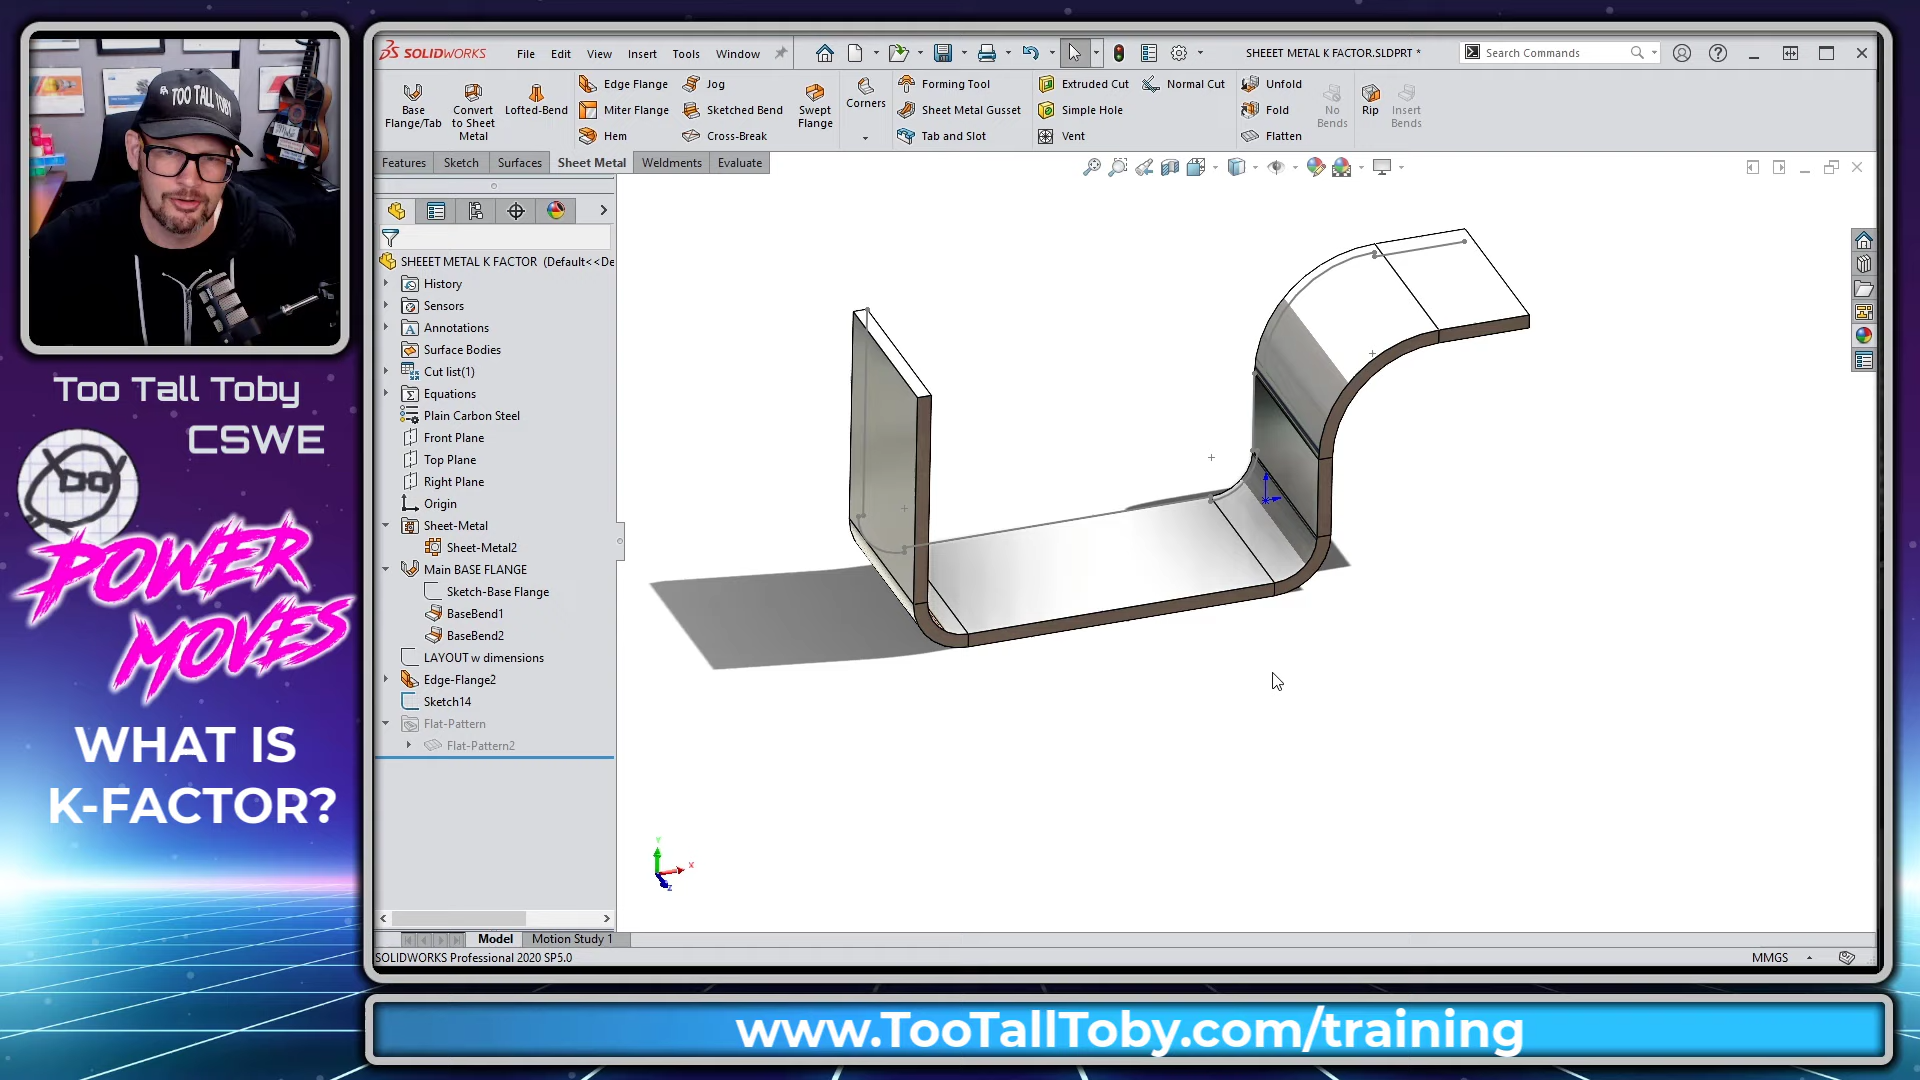 TOO TALL TOBY
Too Tall Toby
CSWE
POWER
MOVES
WHAT IS
K-FACTOR?
SOLIDWORKS
File
Edit
View
Insert
Tools
Window
SHEEET METAL K FACTOR.SLDPRT *
Search Commands
Base
Flange/Tab
Convert
to Sheet
Metal
Lofted-Bend
Edge Flange
Miter Flange
Hem
Jog
Sketched Bend
Cross-Break
Swept
Flange
Corners
Forming Tool
Sheet Metal Gusset
Tab and Slot
Extruded Cut
Simple Hole
Vent
Normal Cut
Unfold
Fold
Flatten
No
Bends
Rip
Insert
Bends
Features
Sketch
Surfaces
Sheet Metal
Weldments
Evaluate
SHEEET METAL K FACTOR (Default<<De
History
Sensors
Annotations
Surface Bodies
Cut list(1)
Equations
Plain Carbon Steel
Front Plane
Top Plane
Right Plane
Origin
Sheet-Metal
Sheet-Metal2
Main BASE FLANGE
Sketch-Base Flange
BaseBend1
BaseBend2
LAYOUT w dimensions
Edge-Flange2
Sketch14
Flat-Pattern
Flat-Pattern2
Y
X
Z
Model
Motion Study 1
SOLIDWORKS Professional 2020 SP5.0
MMGS
www.TooTallToby.com/training